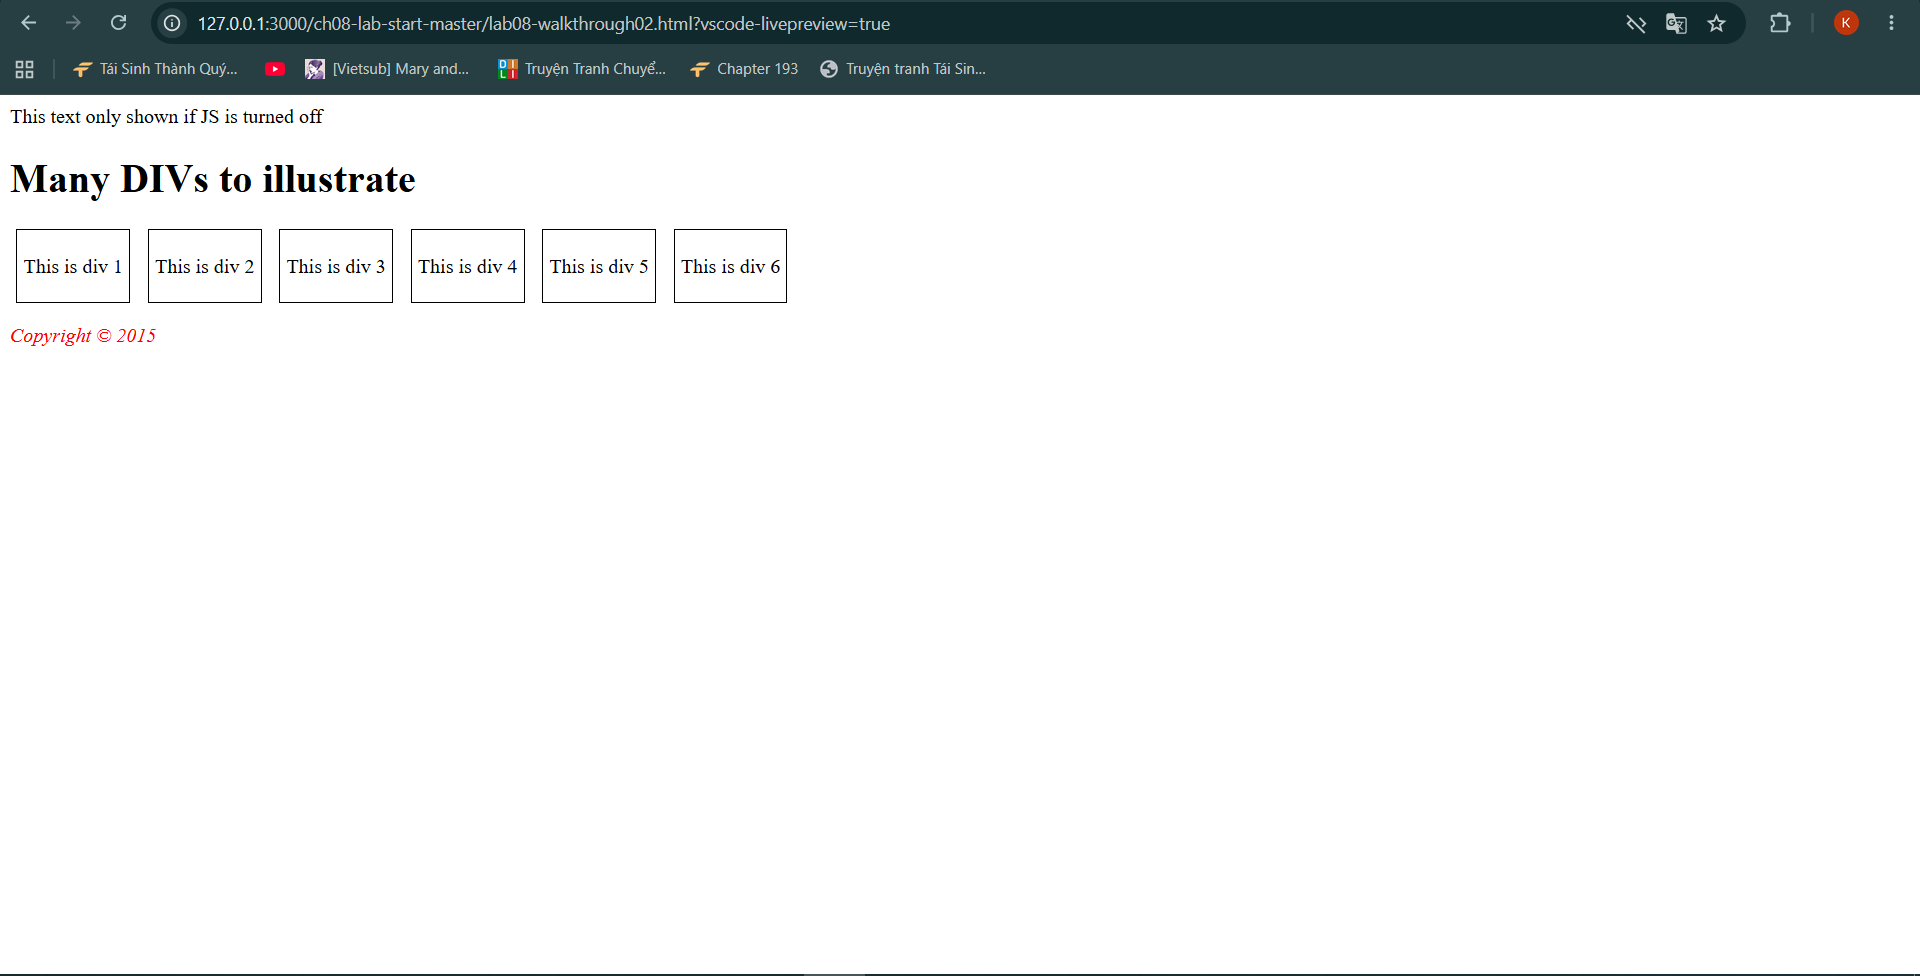 127.0.0.1:3000/ch08-lab-start-master/lab08-walkthrough02.html?vscode-livepreview=true
K
Tái Sinh Thành Quý... [Vietsub] Mary and... Truyện Tranh Chuyể... Chapter 193 Truyện tranh Tái Sin...
This text only shown if JS is turned off
Many DIVs to illustrate
This is div 1 This is div 2 This is div 3 This is div 4 This is div 5 This is div 6
Copyright © 2015